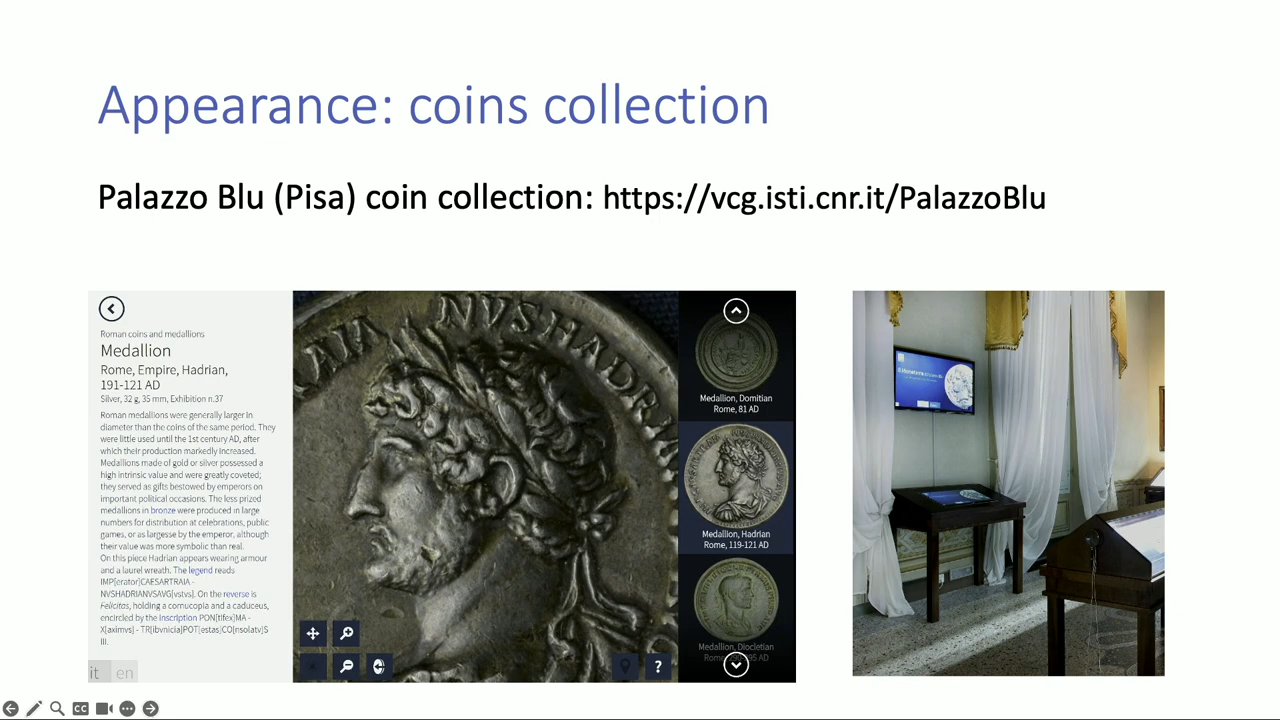 Appearance: coins collection
Palazzo Blu (Pisa) coin collection: https://vcg.isti.cnr.it/PalazzoBlu
Roman coins and medallions
Medallion
Rome, Empire, Hadrian,
191-121 AD
Silver, 32 g, 35 mm, Exhibition n.37
Roman medallions were generally larger in
diameter than the coins of the same period. They
were little used until the 1st century AD, after
which their production markedly increased.
Medallions made of gold or silver possessed a
high intrinsic value and were greatly coveted;
they served as gifts bestowed by emperors on
important political occasions. The less prized
medallions in bronze were produced in large
numbers for distribution at celebrations, public
games, or as largesse by the emperor, although
their value was more symbolic than real.
On this piece Hadrian appears wearing armour
and a laurel wreath. The legend reads
IMP[erator]CAESARTRAIA -
NVSHADRIANVSAVG[vstvs]. On the reverse is
Felicitas, holding a cornucopia and a caduceus,
encircled by the inscription PON[tifex]MA -
X[aximvs] - TR[ibvnicia]POT[estas]CO[nsolatv]S
III.
it en
NVSHADRI
?
Medallion, Domitian
Rome, 81 AD
Medallion, Hadrian
Rome, 119-121 AD
Medallion, Diocletian
CC